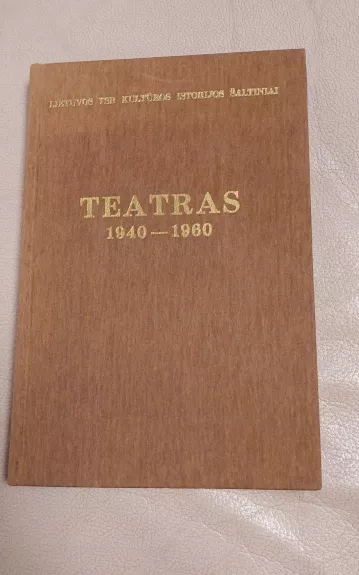 LIETUVOS TSR KULTŪROS ISTORIJOS ŠALTINIAI
TEATRAS
1940—1960